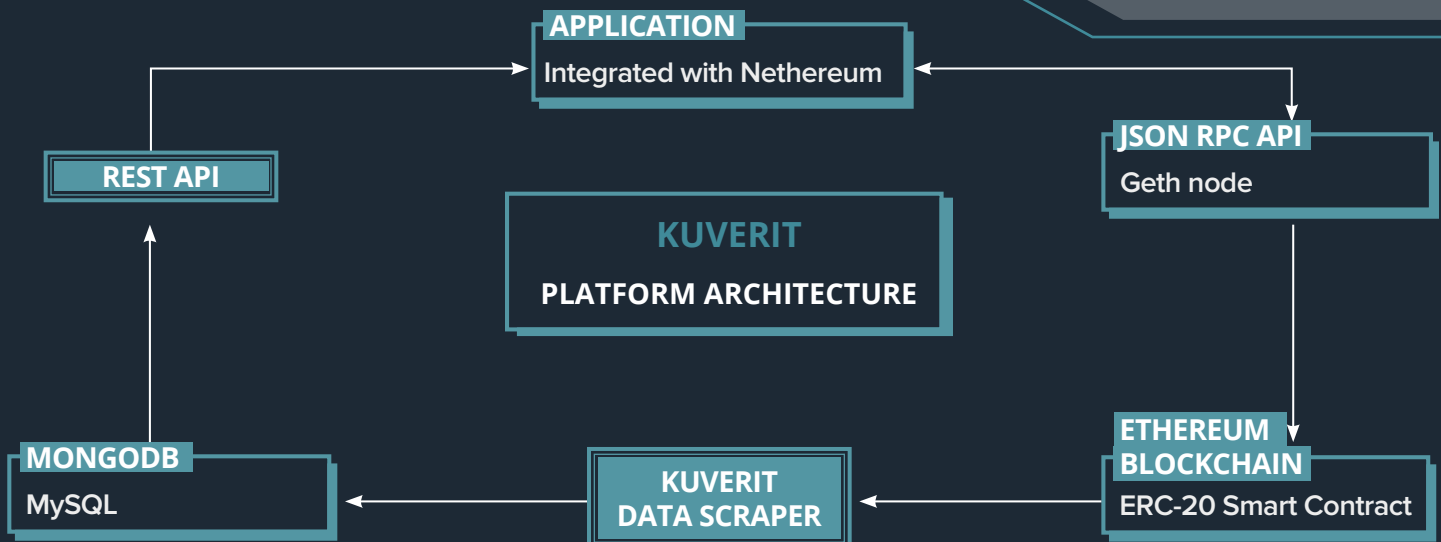 APPLICATION
Integrated with Nethereum
JSON RPC API
Geth node
REST API
KUVERIT
PLATFORM ARCHITECTURE
ETHEREUM
BLOCKCHAIN
ERC-20 Smart Contract
KUVERIT
DATA SCRAPER
MONGODB
MySQL